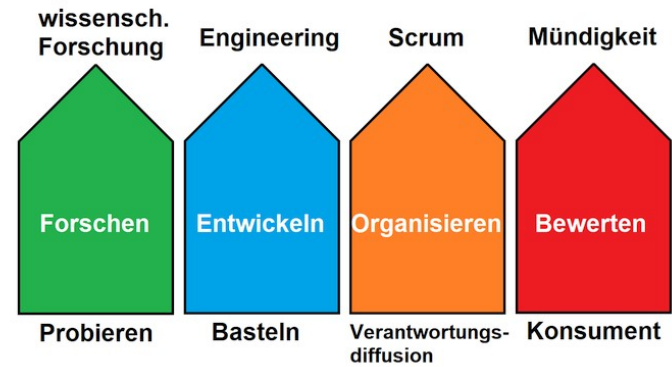 wissensch.
Forschung
Engineering
Scrum
Mündigkeit
Forschen
Entwickeln
Organisieren
Bewerten
Probieren
Basteln
Verantwortungs-
diffusion
Konsument